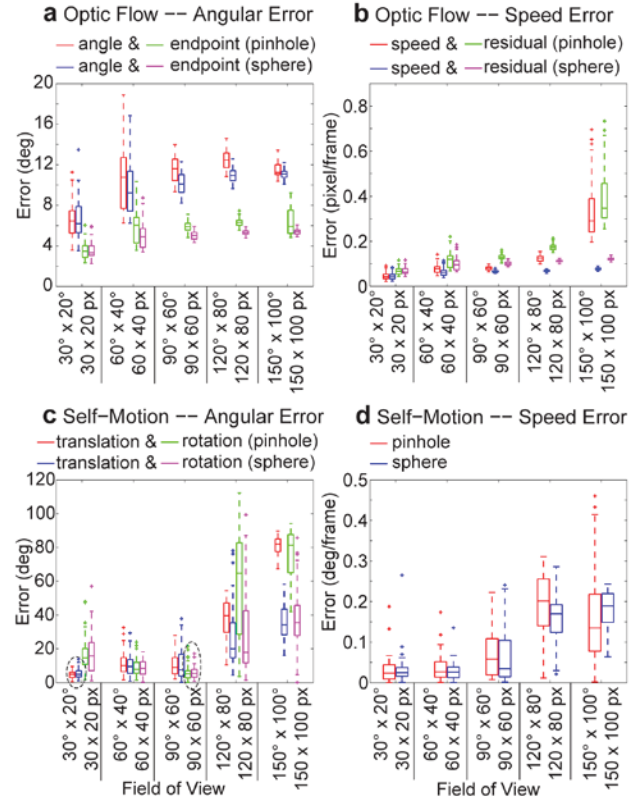 a Optic Flow -- Angular Error
angle & endpoint (pinhole)
angle & endpoint (sphere)
Error (deg)
20
16
12
8
4
0
30° x 20°
30 x 20 px
60° x 40°
60 x 40 px
90° x 60°
90 x 60 px
120° x 80°
120 x 80 px
150° x 100°
150 x 100 px
b Optic Flow -- Speed Error
speed & residual (pinhole)
speed & residual (sphere)
Error (pixel/frame)
0.8
0.6
0.4
0.2
0
30° x 20°
30 x 20 px
60° x 40°
60 x 40 px
90° x 60°
90 x 60 px
120° x 80°
120 x 80 px
150° x 100°
150 x 100 px
c Self-Motion -- Angular Error
translation & rotation (pinhole)
translation & rotation (sphere)
Error (deg)
120
100
80
60
40
20
0
30° x 20°
30 x 20 px
60° x 40°
60 x 40 px
90° x 60°
90 x 60 px
120° x 80°
120 x 80 px
150° x 100°
150 x 100 px
Field of View
d Self-Motion -- Speed Error
pinhole
sphere
Error (deg/frame)
0.5
0.4
0.3
0.2
0.1
0
30° x 20°
30 x 20 px
60° x 40°
60 x 40 px
90° x 60°
90 x 60 px
120° x 80°
120 x 80 px
150° x 100°
150 x 100 px
Field of View